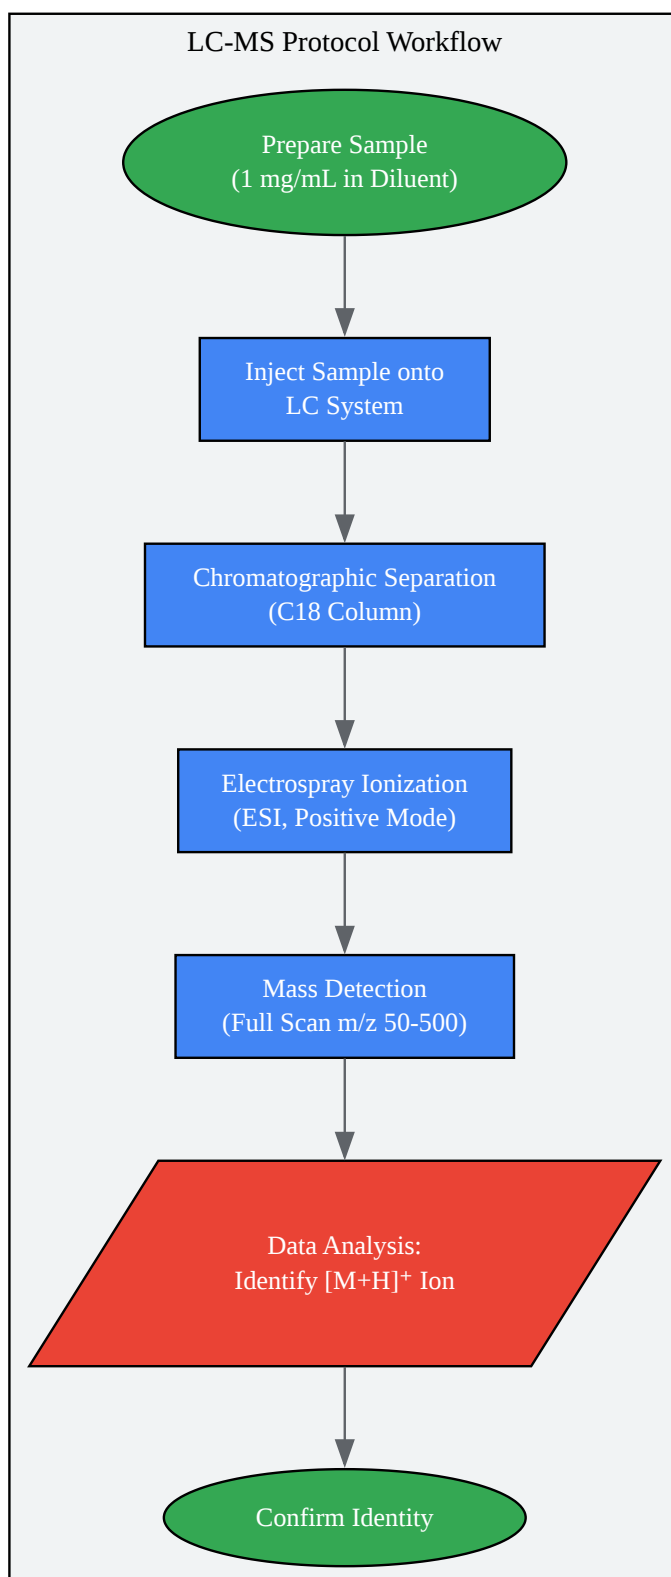 LC-MS Protocol Workflow
Prepare Sample
(1 mg/mL in Diluent)
Inject Sample onto
LC System
Chromatographic Separation
(C18 Column)
Electrospray Ionization
(ESI, Positive Mode)
Mass Detection
(Full Scan m/z 50-500)
Data Analysis:
Identify [M+H]⁺ Ion
Confirm Identity